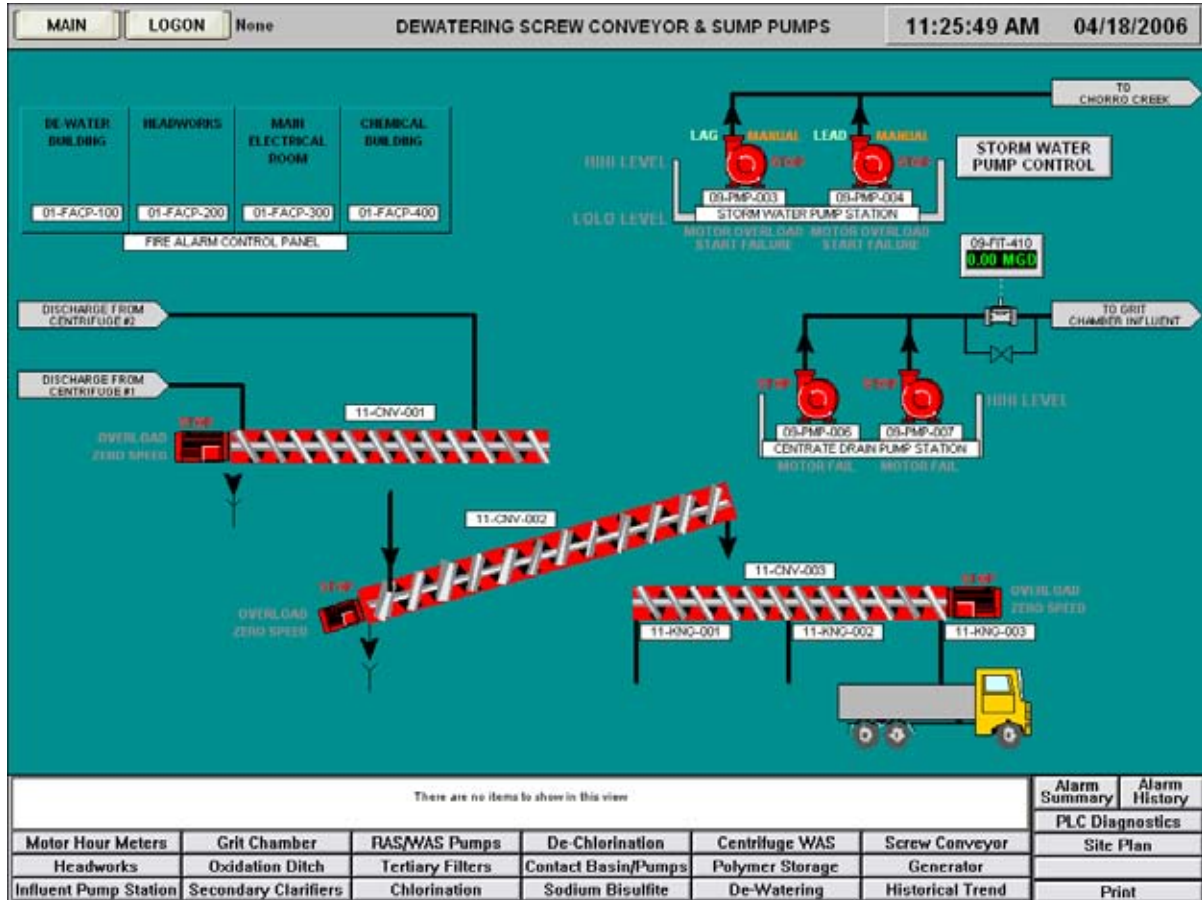 MAIN
LOGON
None
DEWATERING SCREW CONVEYOR & SUMP PUMPS
11:25:49 AM
04/18/2006
TO
CHORRO CREEK
DE-WATER
BUILDING
HEADWORKS
MAIN
ELECTRICAL
ROOM
CHEMICAL
BUILDING
01-FACP-100
01-FACP-200
01-FACP-300
01-FACP-400
FIRE ALARM CONTROL PANEL
LAG
MANUAL
LEAD
MANUAL
HIHI LEVEL
STOP
STOP
STORM WATER
PUMP CONTROL
09-PMP-003
09-PMP-004
LOLO LEVEL
STORM WATER PUMP STATION
MOTOR OVERLOAD
START FAILURE
MOTOR OVERLOAD
START FAILURE
09-FIT-410
0.00 MGD
DISCHARGE FROM
CENTRIFUGE #2
TO GRIT
CHAMBER INFLUENT
DISCHARGE FROM
CENTRIFUGE #1
STOP
STOP
HIHI LEVEL
09-PMP-006
09-PMP-007
CENTRATE DRAIN PUMP STATION
MOTOR FAIL
MOTOR FAIL
11-CNV-001
STOP
OVERLOAD
ZERO SPEED
11-CNV-002
STOP
OVERLOAD
ZERO SPEED
11-CNV-003
STOP
OVERLOAD
ZERO SPEED
11-KNG-001
11-KNG-002
11-KNG-003
There are no items to show in this view
Alarm
Summary
Alarm
History
PLC Diagnostics
Motor Hour Meters
Grit Chamber
RAS/WAS Pumps
De-Chlorination
Centrifuge WAS
Screw Conveyor
Site Plan
Headworks
Oxidation Ditch
Tertiary Filters
Contact Basin/Pumps
Polymer Storage
Generator
Influent Pump Station
Secondary Clarifiers
Chlorination
Sodium Bisulfite
De-Watering
Historical Trend
Print